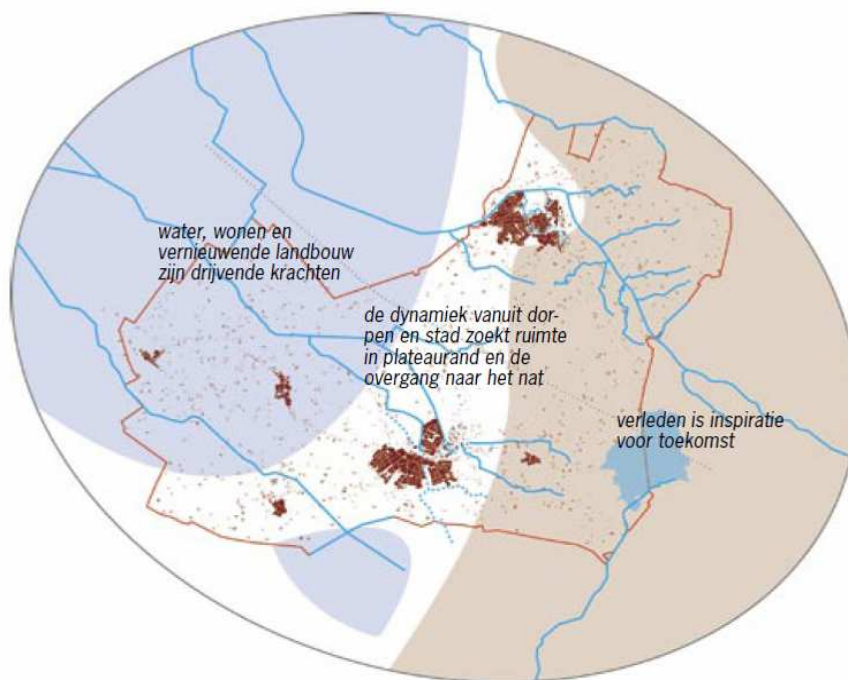 water, wonen en
vernieuwende landbouw
zijn drijvende krachten
de dynamiek vanuit dor-
pen en stad zoekt ruimte
in plateaurand en de
overgang naar het nat
verleden is inspiratie
voor toekomst